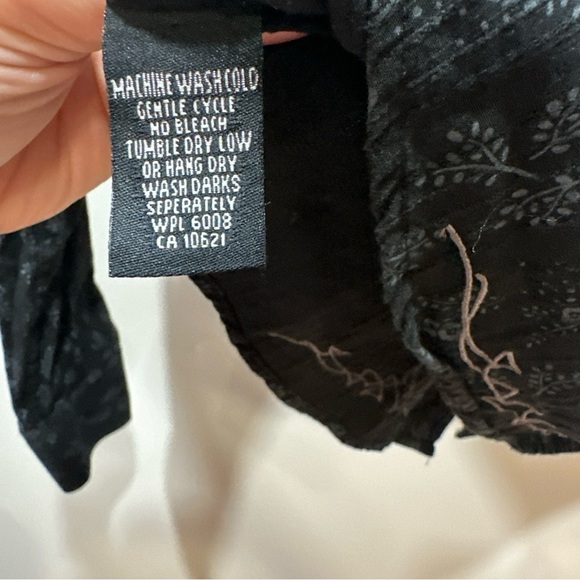 MACHINE WASH COLD
GENTLE CYCLE
NO BLEACH
TUMBLE DRY LOW
OR HANG DRY
WASH DARKS
SEPERATELY
WPL 6008
CA 10621